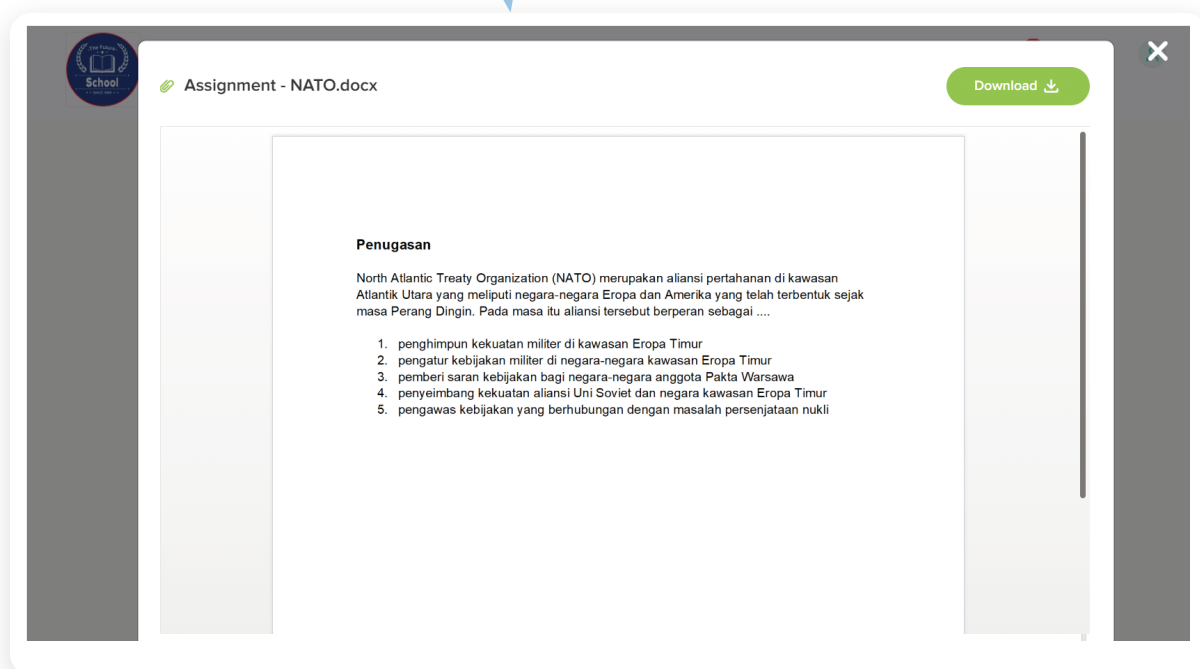 The Future
School
Assignment - NATO.docx
Download
Penugasan
North Atlantic Treaty Organization (NATO) merupakan aliansi pertahanan di kawasan
Atlantik Utara yang meliputi negara-negara Eropa dan Amerika yang telah terbentuk sejak
masa Perang Dingin. Pada masa itu aliansi tersebut berperan sebagai ....
1. penghimpun kekuatan militer di kawasan Eropa Timur
2. pengatur kebijakan militer di negara-negara kawasan Eropa Timur
3. pemberi saran kebijakan bagi negara-negara anggota Pakta Warsawa
4. penyeimbang kekuatan aliansi Uni Soviet dan negara kawasan Eropa Timur
5. pengawas kebijakan yang berhubungan dengan masalah persenjataan nukli